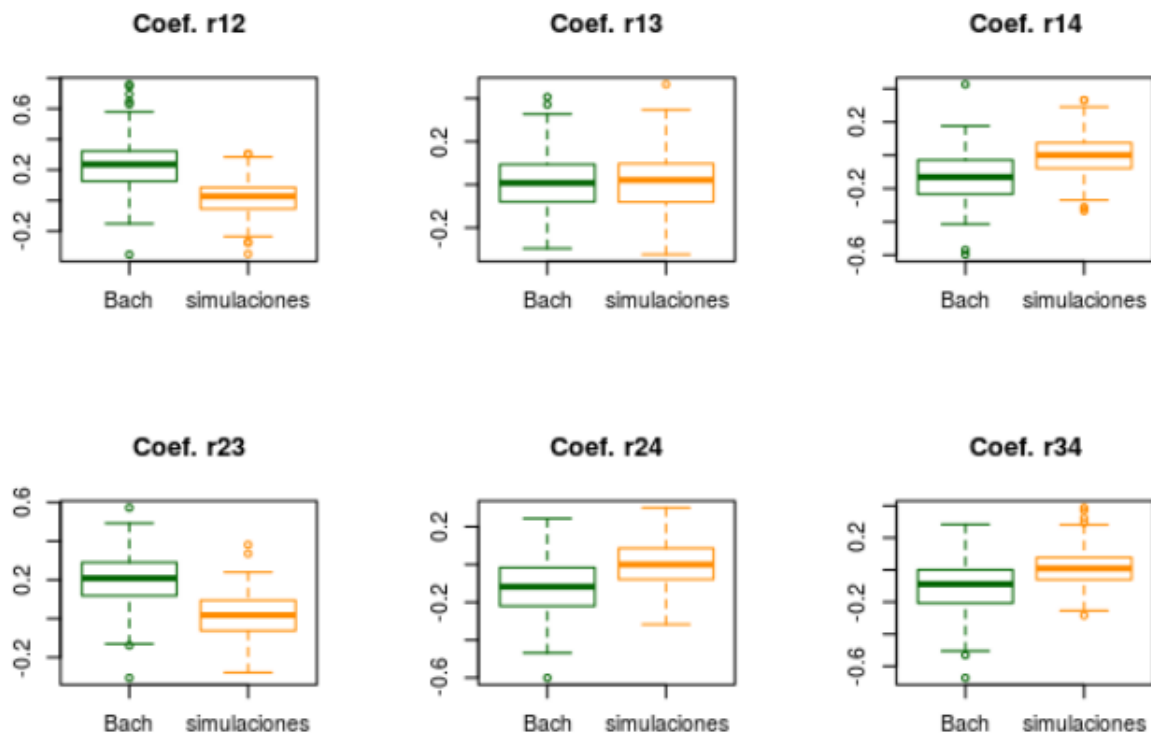 Coef. r12
Coef. r13
Coef. r14
0.6
0.2
-0.2
Bach
simulaciones
0.2
-0.2
Bach
simulaciones
0.2
-0.2
-0.6
Bach
simulaciones
Coef. r23
Coef. r24
Coef. r34
0.6
0.2
-0.2
Bach
simulaciones
0.2
-0.2
-0.6
Bach
simulaciones
0.2
-0.2
-0.6
Bach
simulaciones